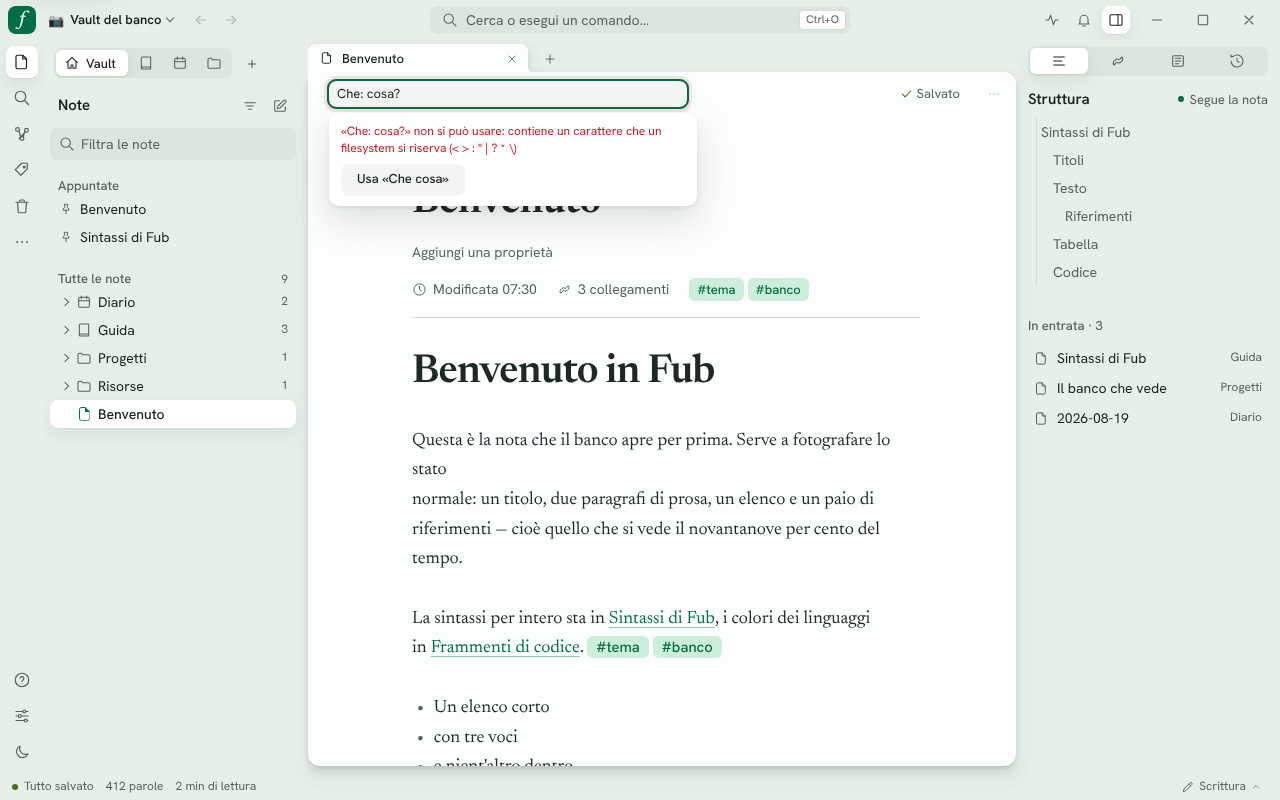 Vault del banco
Cerca o esegui un comando…
Ctrl+O
Vault
Note
Filtra le note
Appuntate
Benvenuto
Sintassi di Fub
Tutte le note 9
Diario 2
Guida 3
Progetti 1
Risorse 1
Benvenuto
Benvenuto
Che: cosa?
Salvato
«Che: cosa?» non si può usare: contiene un carattere che un
filesystem si riserva (< > : " | ? * \)
Usa «Che cosa»
Benvenuto
Aggiungi una proprietà
Modificata 07:30
3 collegamenti
#tema
#banco
Benvenuto in Fub
Questa è la nota che il banco apre per prima. Serve a fotografare lo
stato
normale: un titolo, due paragrafi di prosa, un elenco e un paio di
riferimenti — cioè quello che si vede il novantanove per cento del
tempo.
La sintassi per intero sta in Sintassi di Fub, i colori dei linguaggi
in Frammenti di codice. #tema #banco
• Un elenco corto
• con tre voci
• e nient'altro dentro
Struttura
Segue la nota
Sintassi di Fub
Titoli
Testo
Riferimenti
Tabella
Codice
In entrata · 3
Sintassi di Fub Guida
Il banco che vede Progetti
2026-08-19 Diario
Tutto salvato
412 parole
2 min di lettura
Scrittura